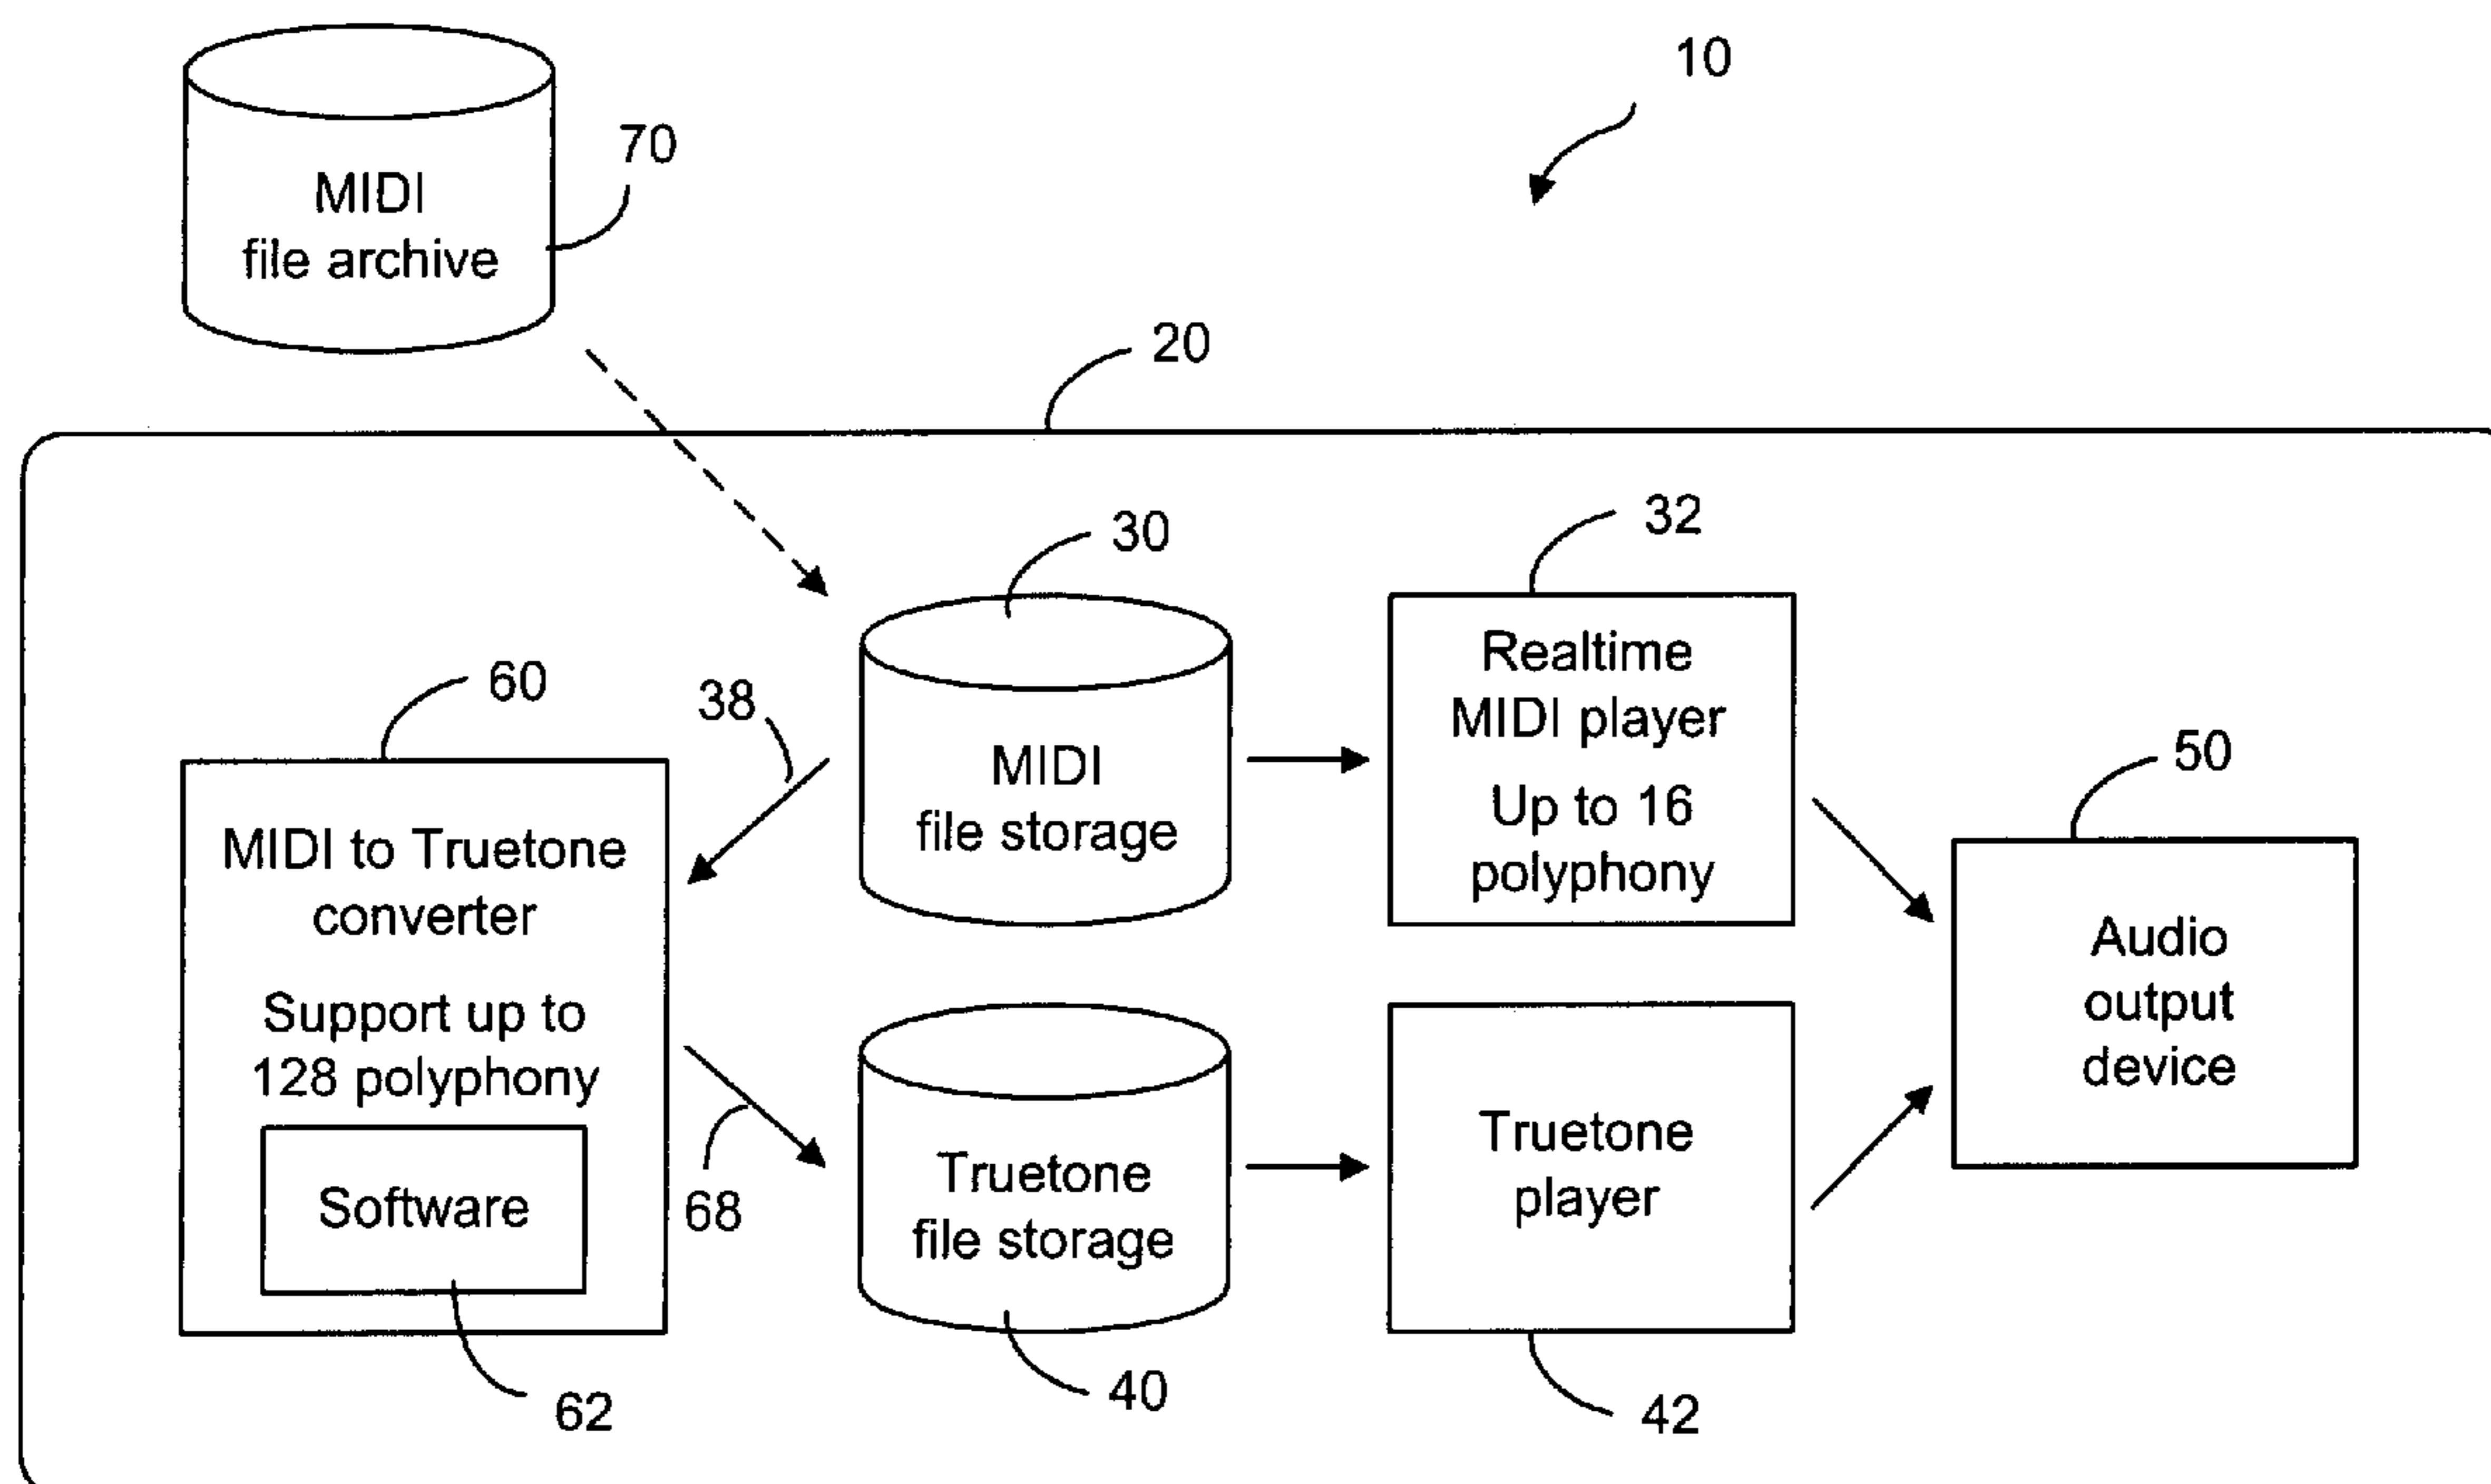 10
70
MIDI
file archive
20
30
32
60
38
MIDI
file storage
Realtime
MIDI player
Up to 16
polyphony
50
MIDI to Truetone
converter
Support up to
128 polyphony
Software
62
68
Truetone
file storage
40
Truetone
player
42
Audio
output
device